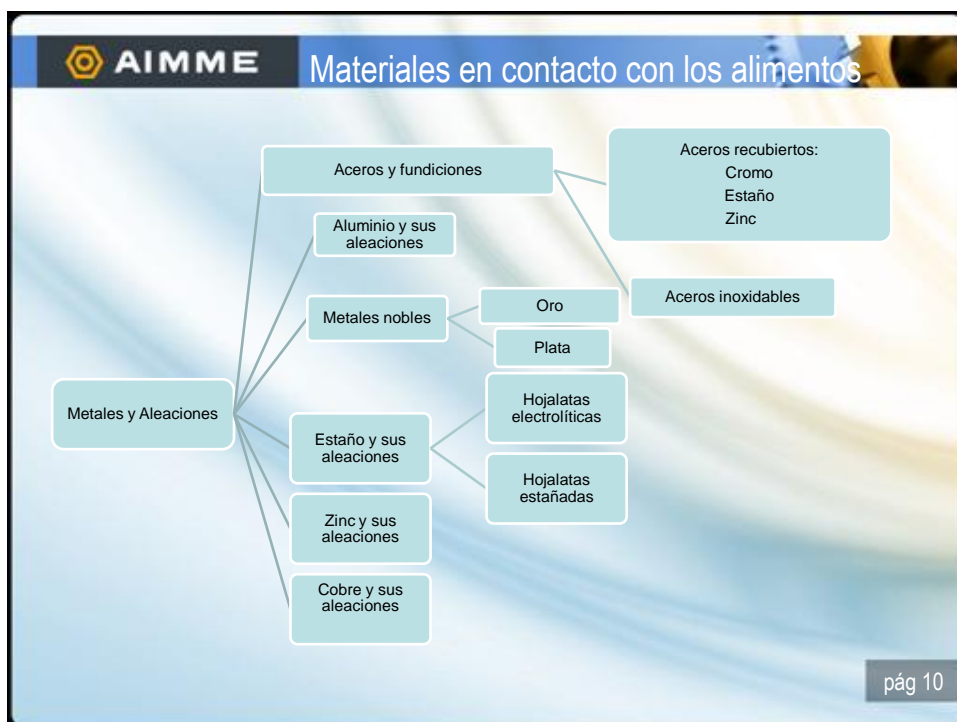 AIMME
Materiales en contacto con los alimentos
Aceros y fundiciones
Aceros recubiertos:
Cromo
Estaño
Zinc
Aluminio y sus
aleaciones
Aceros inoxidables
Metales nobles
Oro
Plata
Metales y Aleaciones
Estaño y sus
aleaciones
Hojalatas
electrolíticas
Hojalatas
estañadas
Zinc y sus
aleaciones
Cobre y sus
aleaciones
pág 10